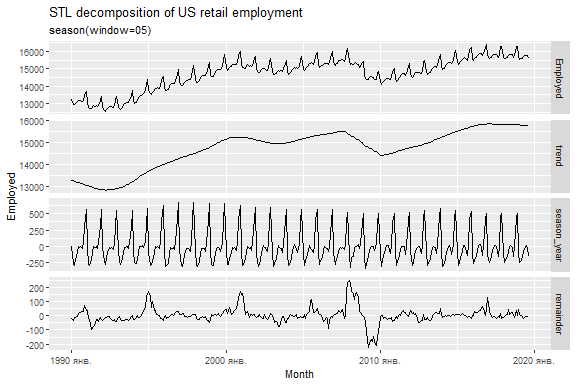 STL decomposition of US retail employment
season(window=05)
Employed
16000
15000
14000
13000
Employed
16000
15000
14000
13000
trend
500
250
0
-250
season_year
200
100
0
-100
-200
remainder
1990 янв.
2000 янв.
2010 янв.
2020 янв.
Month